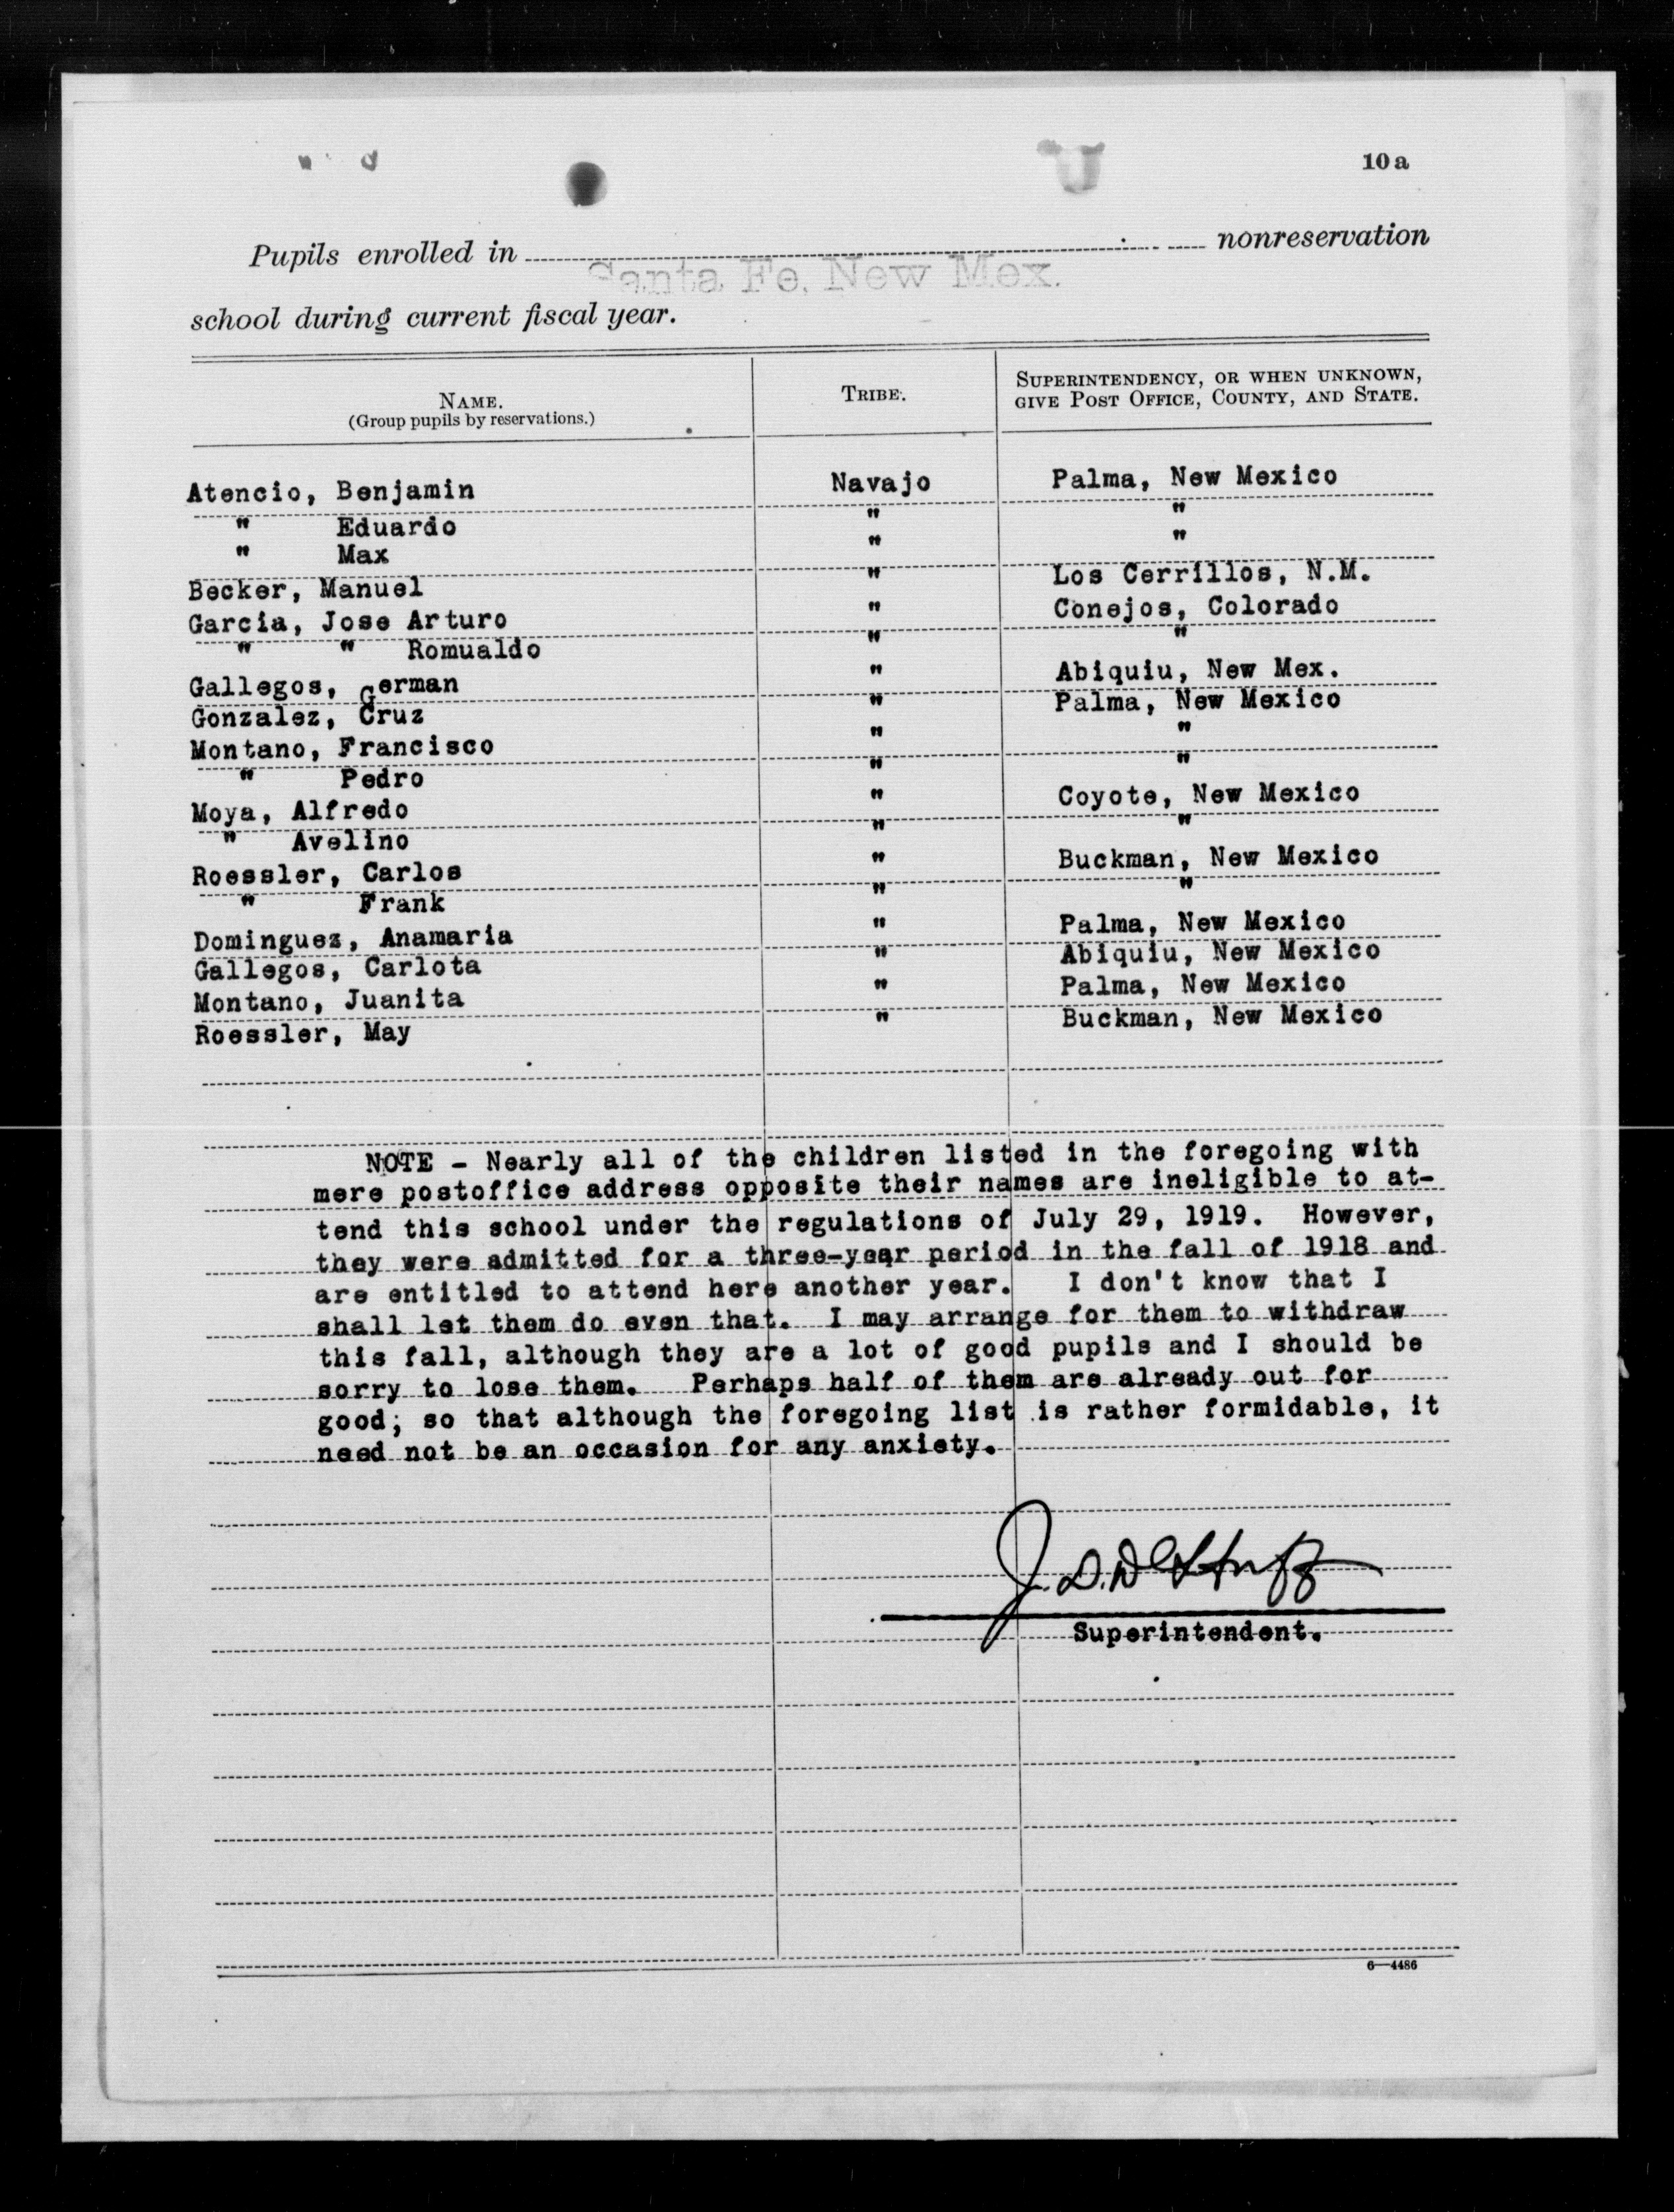 10 a
Pupils enrolled in Santa Fe, New Mex. nonreservation
school during current fiscal year.
NAME. TRIBE. SUPERINTENDENCY, OR WHEN UNKNOWN,
(Group pupils by reservations.) GIVE POST OFFICE, COUNTY, AND STATE.
Atencio, Benjamin Navajo Palma, New Mexico
" Eduardo " "
" Max " "
Becker, Manuel " Los Cerrillos, N.M.
Garcia, Jose Arturo " Conejos, Colorado
" " Romualdo " "
Gallegos, German " Abiquiu, New Mex.
Gonzalez, Cruz " Palma, New Mexico
Montano, Francisco " "
" Pedro " "
Moya, Alfredo " Coyote, New Mexico
" Avelino " "
Roessler, Carlos " Buckman, New Mexico
" Frank " "
Dominguez, Anamaria " Palma, New Mexico
Gallegos, Carlota " Abiquiu, New Mexico
Montano, Juanita " Palma, New Mexico
Roessler, May " Buckman, New Mexico
NOTE - Nearly all of the children listed in the foregoing with
mere postoffice address opposite their names are ineligible to at-
tend this school under the regulations of July 29, 1919. However,
they were admitted for a three-year period in the fall of 1918 and
are entitled to attend here another year. I don't know that I
shall let them do even that. I may arrange for them to withdraw
this fall, although they are a lot of good pupils and I should be
sorry to lose them. Perhaps half of them are already out for
good; so that although the foregoing list is rather formidable, it
need not be an occasion for any anxiety.
J. D. DeHuff
Superintendent.
6—4486